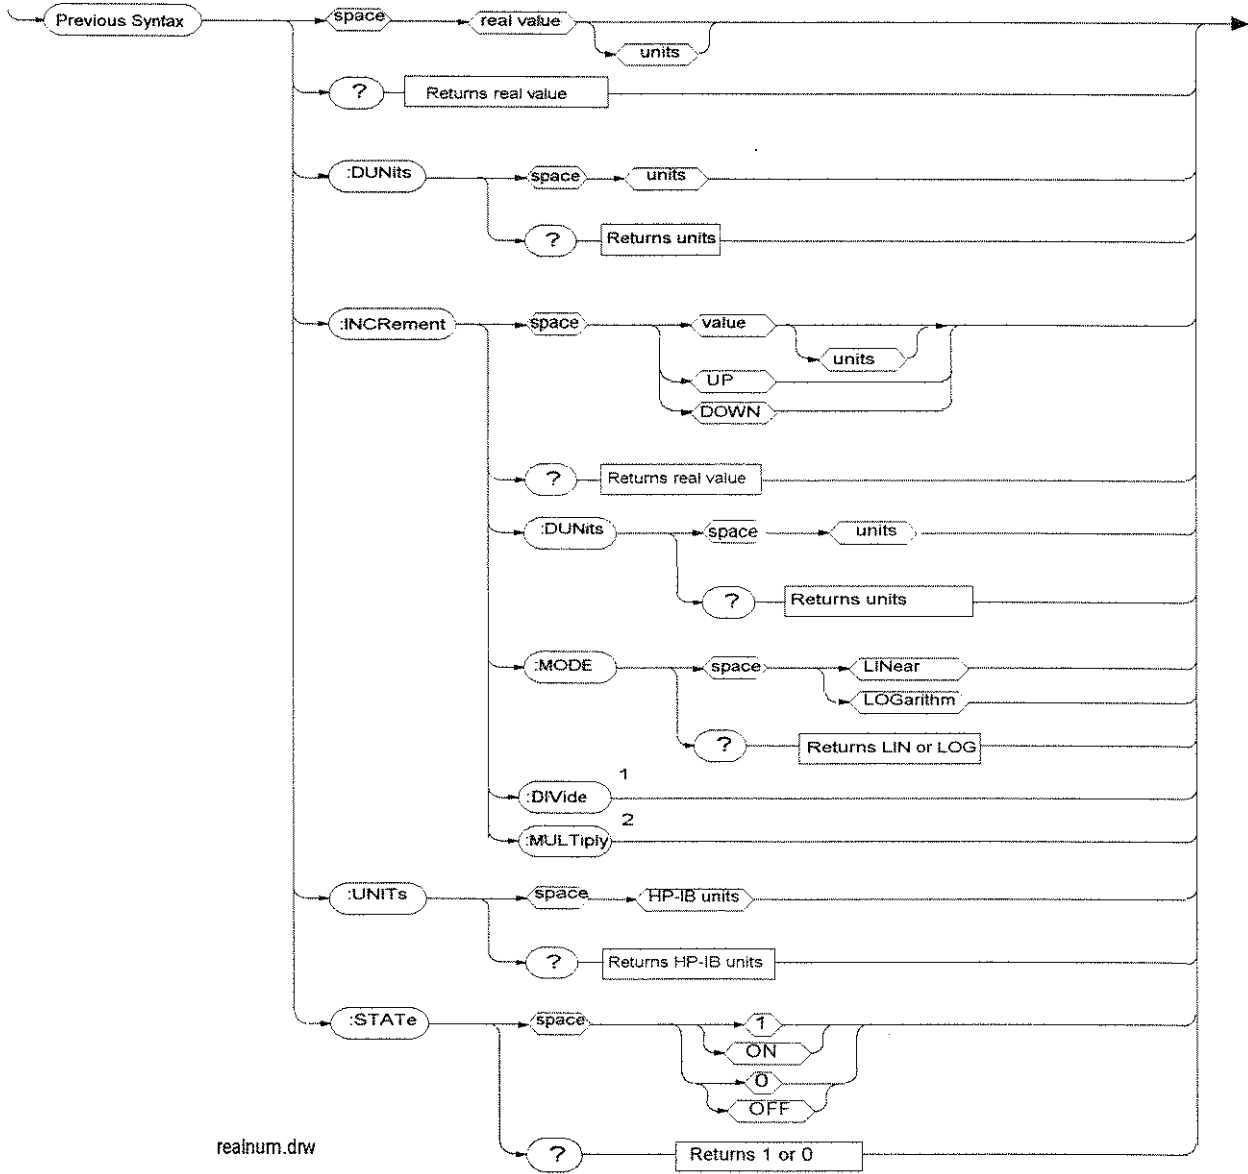 Previous Syntax space real value
units
? Returns real value
:DUNits space units
? Returns units
:INCRement space value
units
UP
DOWN
? Returns real value
:DUNits space units
? Returns units
:MODE space LINear
LOGarithm
? Returns LIN or LOG
:DIVide 1
:MULTiply 2
:UNITs space HP-IB units
? Returns HP-IB units
:STATe space 1
ON
0
OFF
? Returns 1 or 0
realnum.drw